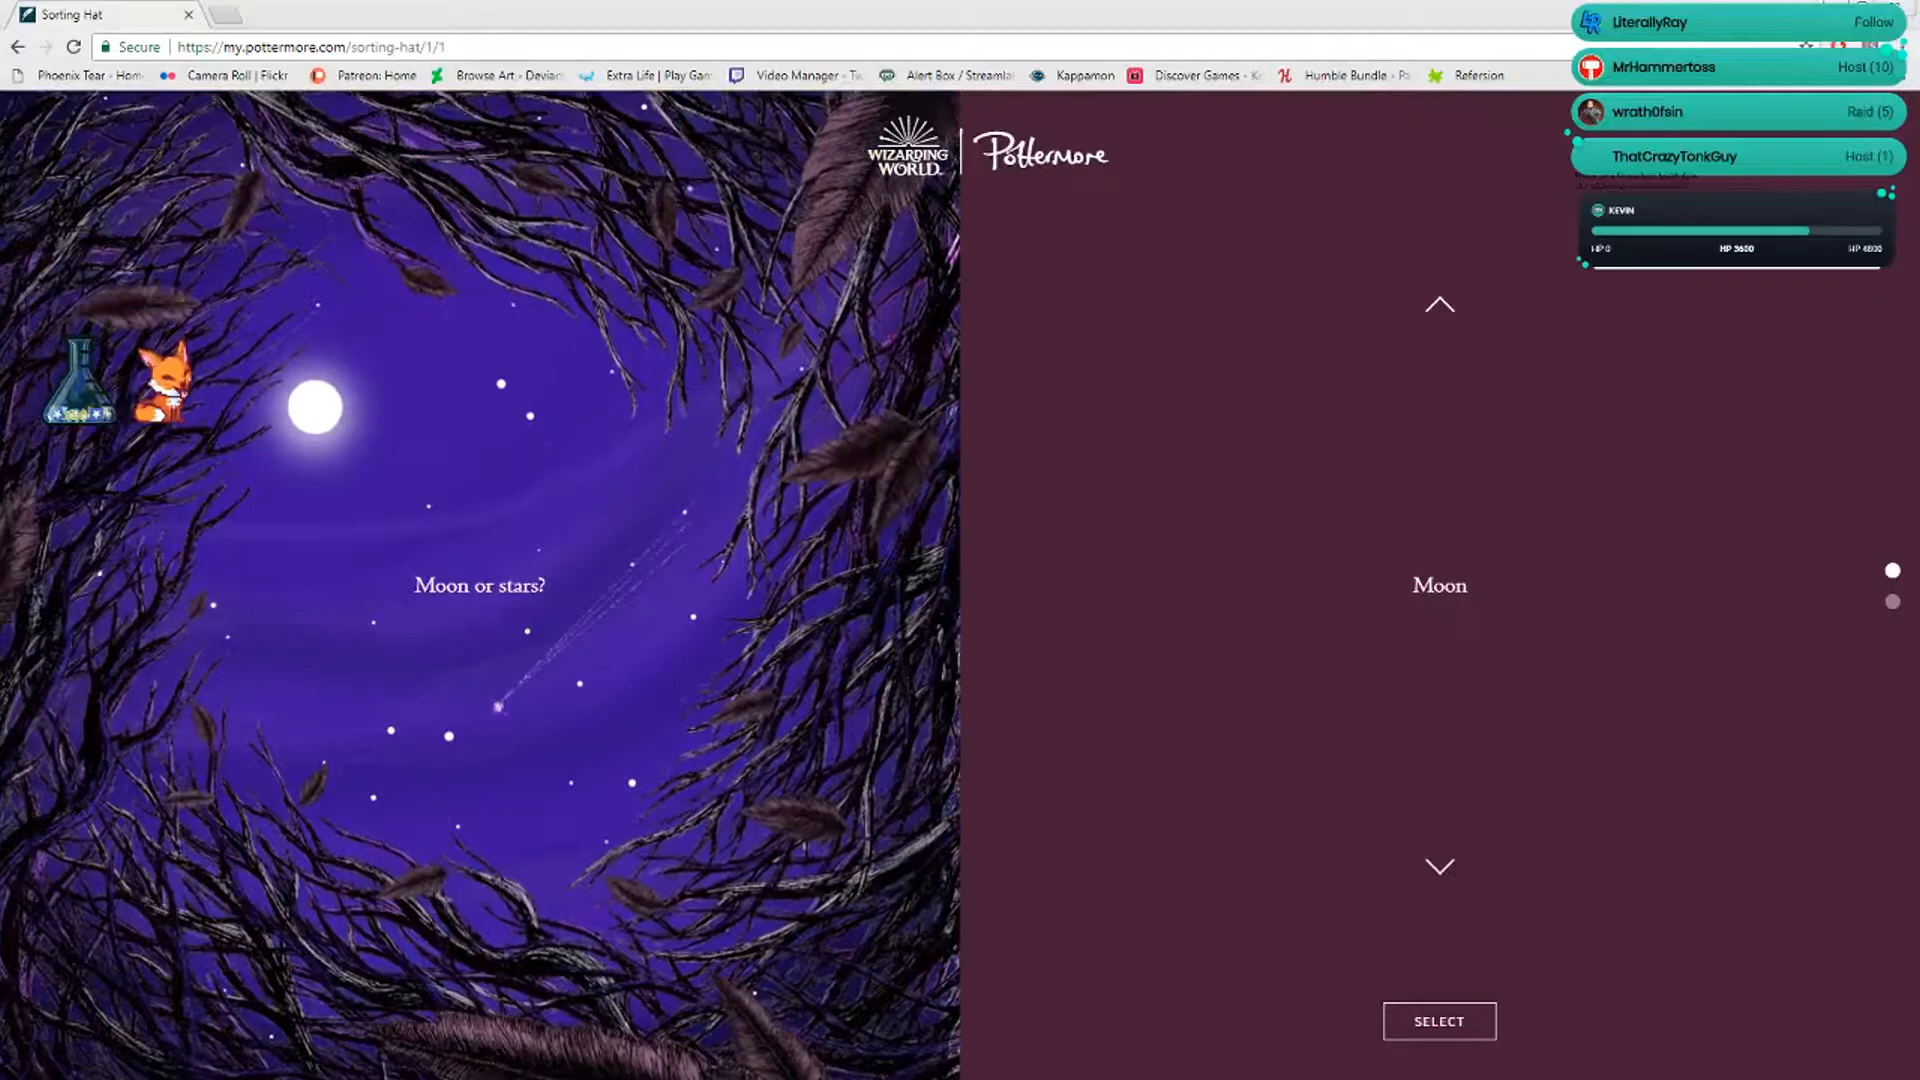 Sorting Hat
Secure https://my.pottermore.com/sorting-hat/1/1
Phoenix Tear - Hom Camera Roll | Flickr Patreon: Home Browse Art - Devian Extra Life | Play Gam Video Manager - Tw Alert Box / Streamla Kappamon Discover Games - Humble Bundle - Refersion
LiterallyRay Follow
MrHammertoss Host (10)
wrath0fsin Raid (5)
ThatCrazyTonkGuy Host (1)
KEVIN
HP 0 HP 3600 HP 4800
WIZARDING
WORLD
Pottermore
Moon or stars?
Moon
SELECT